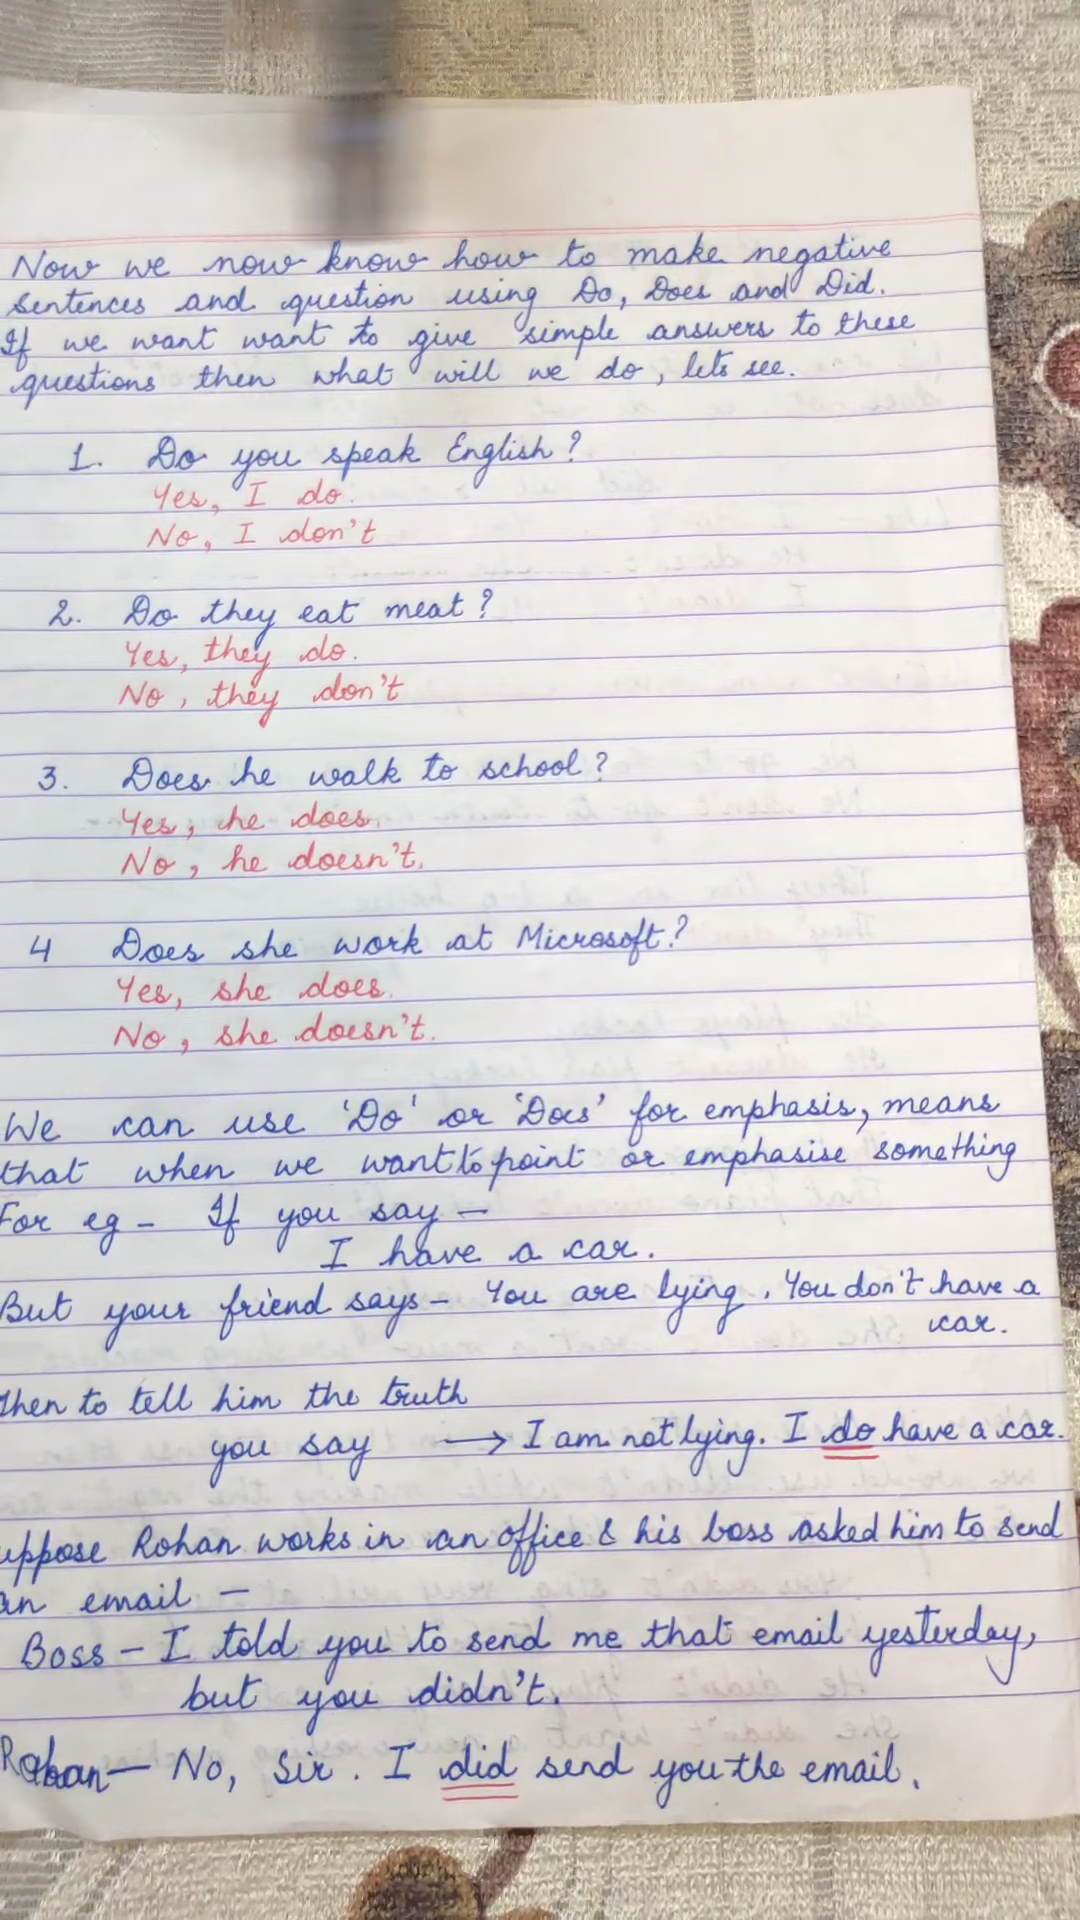 Now we now know how to make negative
sentences and question using Do, Does and Did.
If we want want to give simple answers to these
questions then what will we do, lets see.
1. Do you speak English?
Yes, I do.
No, I don't
2. Do they eat meat?
Yes, they do.
No, they don't
3. Does he walk to school?
Yes, he does.
No, he doesn't.
4 Does she work at Microsoft?
Yes, she does.
No, she doesn't.
We can use 'Do' or 'Does' for emphasis, means
that when we want to point or emphasise something
For eg - If you say -
I have a car.
But your friend says - You are lying. You don't have a
car.
then to tell him the truth
you say → I am not lying. I do have a car.
uppose Rohan works in an office & his boss asked him to send
an email -
Boss - I told you to send me that email yesterday,
but you didn't.
Rohan - No, Sir. I did send you the email.